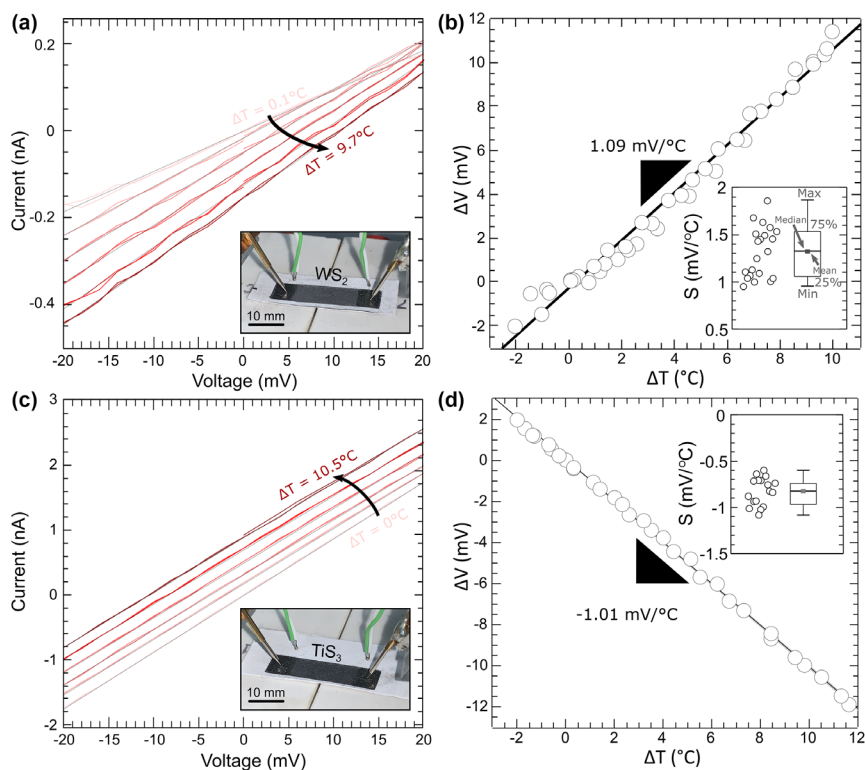 (a)
0.2
0
-0.2
-0.4
Current (nA)
ΔT = 0.1°C
ΔT = 9.7°C
WS2
10 mm
-20 -15 -10 -5 0 5 10 15 20
Voltage (mV)
(b)
12
10
8
6
4
2
0
-2
ΔV (mV)
1.09 mV/°C
2
1.5
1
0.5
S (mV/°C)
Max
Median
75%
Mean
25%
Min
-2 0 2 4 6 8 10
ΔT (°C)
(c)
3
2
1
0
-1
-2
Current (nA)
ΔT = 10.5°C
ΔT = 0°C
TiS3
10 mm
-20 -15 -10 -5 0 5 10 15 20
Voltage (mV)
(d)
2
0
-2
-4
-6
-8
-10
-12
ΔV (mV)
-1.01 mV/°C
0
-0.5
-1
-1.5
S (mV/°C)
-2 0 2 4 6 8 10 12
ΔT (°C)